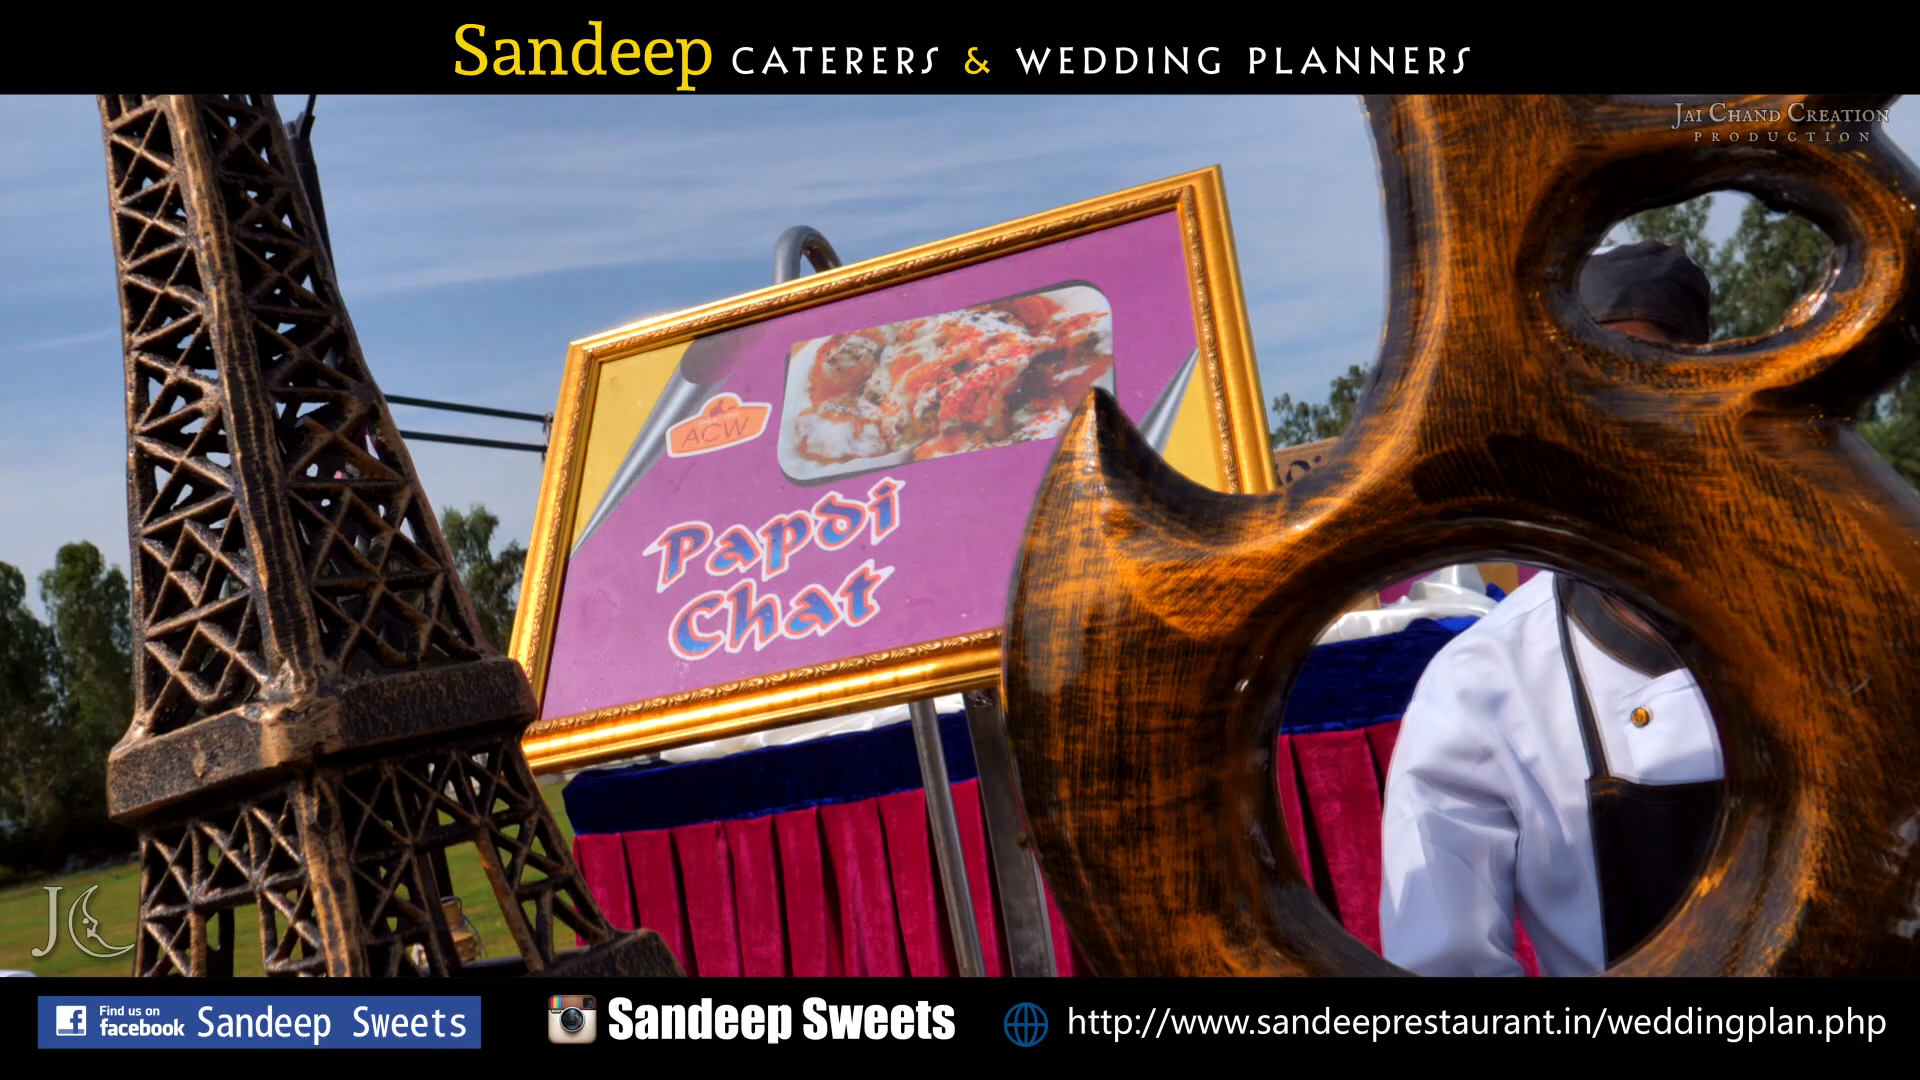 Sandeep CATERERS & WEDDING PLANNERS
JAI CHAND CREATION
PRODUCTION
ACW
Papdi
Chat
JC
Find us on
facebook
Sandeep Sweets
Sandeep Sweets
http://www.sandeeprestaurant.in/weddingplan.php